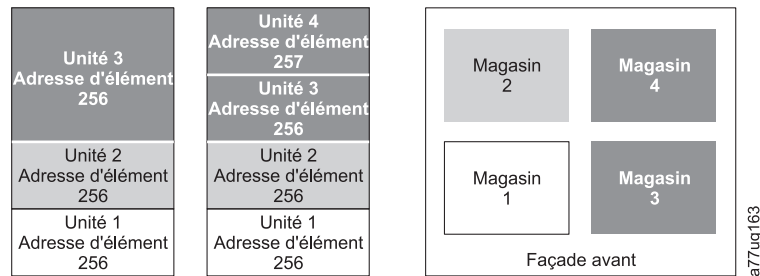 Unité 3
Adresse d'élément
256
Unité 2
Adresse d'élément
256
Unité 1
Adresse d'élément
256
Unité 4
Adresse d'élément
257
Unité 3
Adresse d'élément
256
Unité 2
Adresse d'élément
256
Unité 1
Adresse d'élément
256
Magasin
2
Magasin
4
Magasin
1
Magasin
3
Façade avant
a77ug163